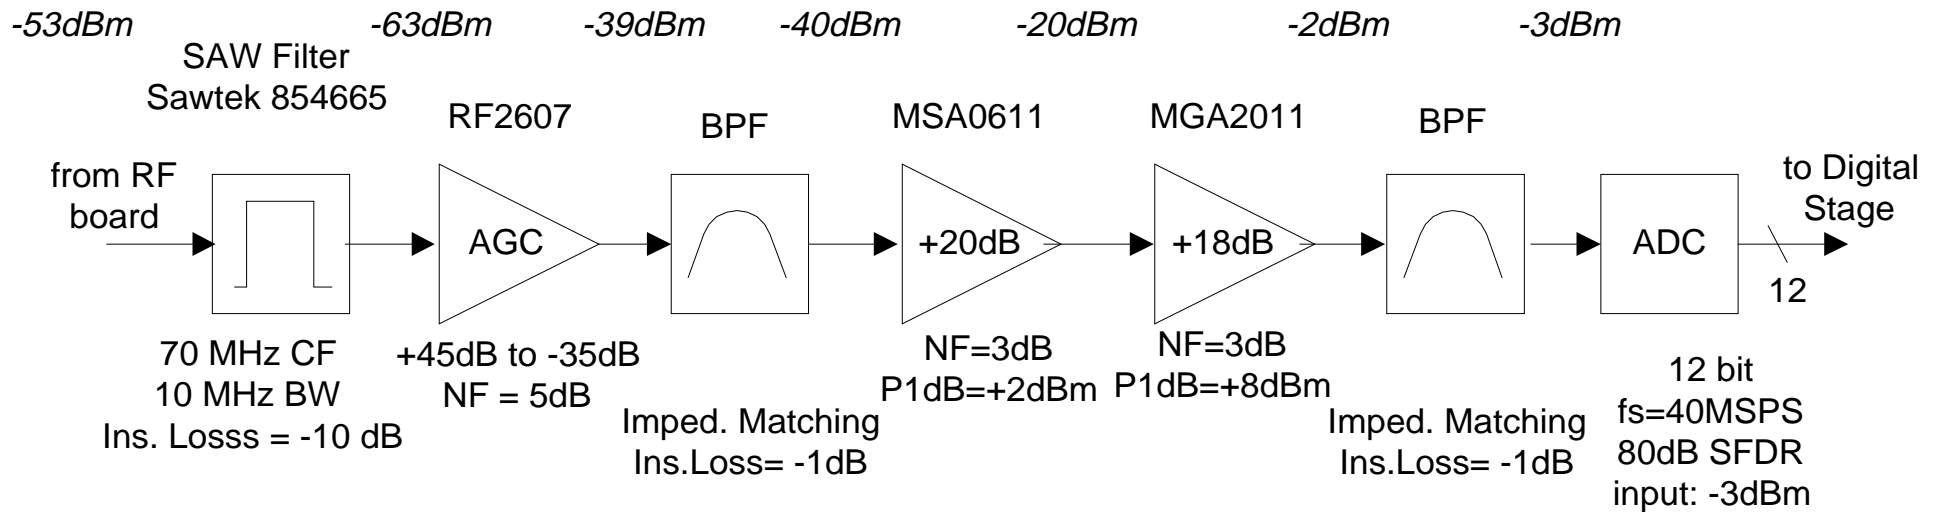 -53dBm -63dBm -39dBm -40dBm -20dBm -2dBm -3dBm
SAW Filter
Sawtek 854665
RF2607
BPF
MSA0611
MGA2011
BPF
from RF
board
AGC
+20dB
+18dB
ADC
to Digital
Stage
12
70 MHz CF
10 MHz BW
Ins. Losss = -10 dB
+45dB to -35dB
NF = 5dB
Imped. Matching
Ins.Loss= -1dB
NF=3dB
P1dB=+2dBm
NF=3dB
P1dB=+8dBm
Imped. Matching
Ins.Loss= -1dB
12 bit
fs=40MSPS
80dB SFDR
input: -3dBm